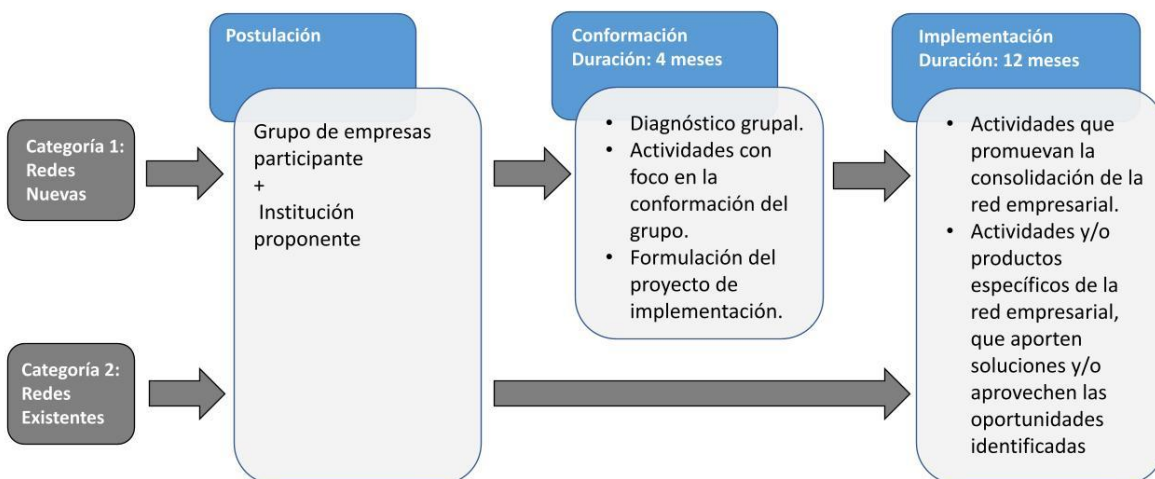 Postulación
Conformación
Duración: 4 meses
Implementación
Duración: 12 meses
Categoría 1:
Redes
Nuevas
Grupo de empresas
participante
+
Institución
proponente
• Diagnóstico grupal.
• Actividades con
foco en la
conformación del
grupo.
• Formulación del
proyecto de
implementación.
• Actividades que
promuevan la
consolidación de la
red empresarial.
• Actividades y/o
productos
específicos de la
red empresarial,
que aporten
soluciones y/o
aprovechen las
oportunidades
identificadas
Categoría 2:
Redes
Existentes